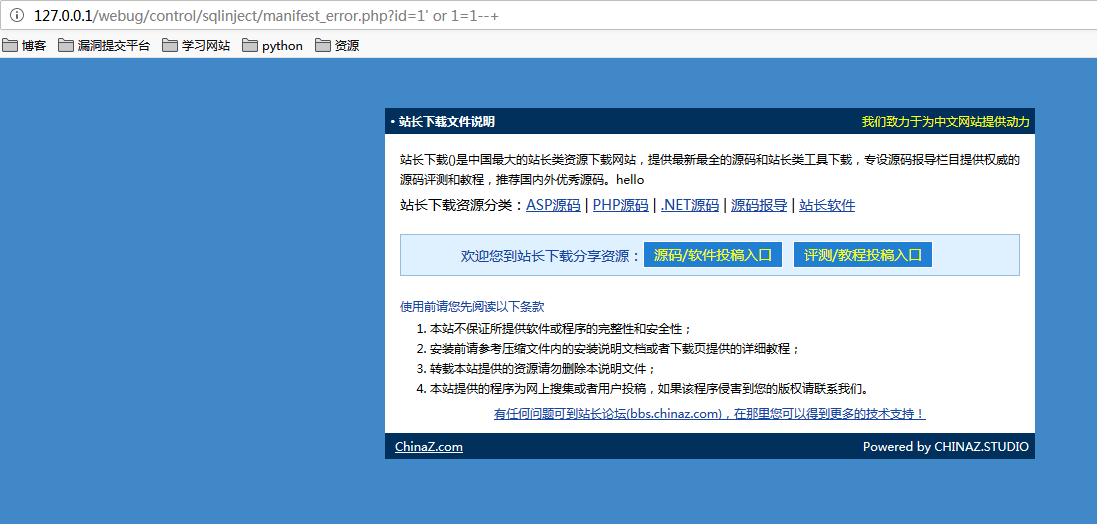 127.0.0.1/webug/control/sqlinject/manifest_error.php?id=1' or 1=1--+
博客 漏洞提交平台 学习网站 python 资源
• 站长下载文件说明 我们致力于为中文网站提供动力
站长下载()是中国最大的站长类资源下载网站，提供最新最全的源码和站长类工具下载，专设源码报导栏目提供权威的
源码评测和教程，推荐国内外优秀源码。hello
站长下载资源分类：ASP源码 | PHP源码 | .NET源码 | 源码报导 | 站长软件
欢迎您到站长下载分享资源： 源码/软件投稿入口 评测/教程投稿入口
使用前请您先阅读以下条款
1. 本站不保证所提供软件或程序的完整性和安全性；
2. 安装前请参考压缩文件内的安装说明文档或者下载页提供的详细教程；
3. 转载本站提供的资源请勿删除本说明文件；
4. 本站提供的程序为网上搜集或者用户投稿，如果该程序侵害到您的版权请联系我们。
有任何问题可到站长论坛(bbs.chinaz.com)，在那里您可以得到更多的技术支持！
ChinaZ.com Powered by CHINAZ.STUDIO